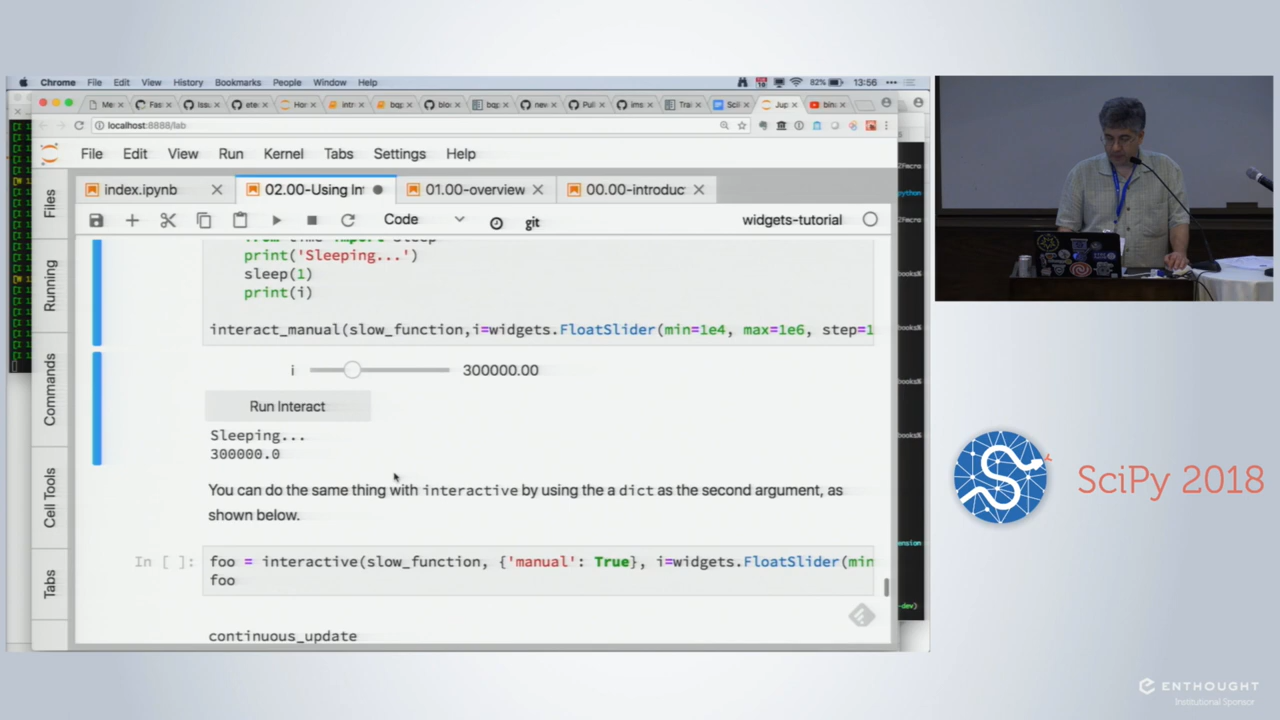 Chrome File Edit View History Bookmarks People Window Help
82% 13:56
localhost:8888/lab
File Edit View Run Kernel Tabs Settings Help
index.ipynb
02.00-Using In
01.00-overview
00.00-introduc
Code
git
widgets-tutorial
Files
Running
Commands
Cell Tools
Tabs
print('Sleeping...')
sleep(1)
print(i)
interact_manual(slow_function,i=widgets.FloatSlider(min=1e4, max=1e6, step=1
i 300000.00
Run Interact
Sleeping...
300000.0
You can do the same thing with interactive by using the a dict as the second argument, as
shown below.
In [ ]: foo = interactive(slow_function, {'manual': True}, i=widgets.FloatSlider(min
foo
continuous_update
SciPy 2018
ENTHOUGHT
Institutional Sponsor